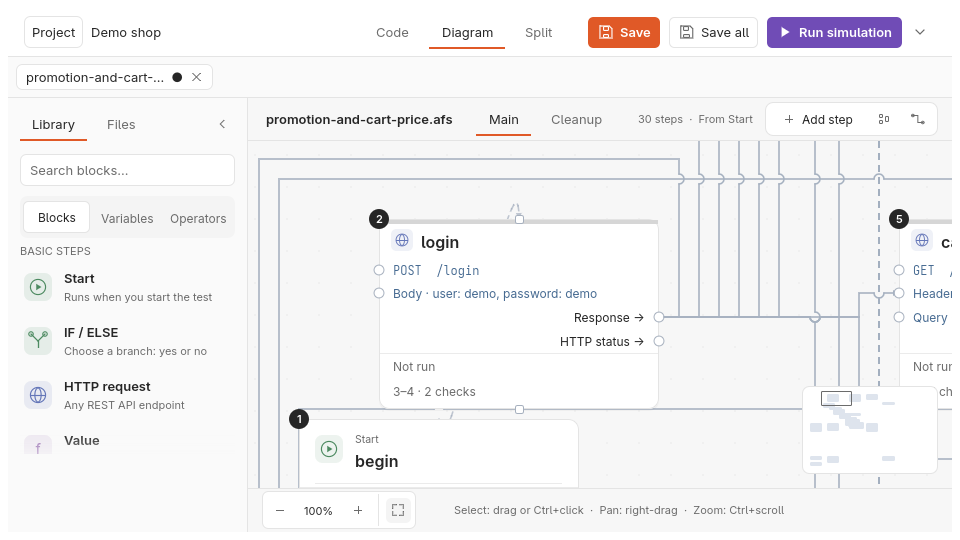 Project Demo shop
Code Diagram Split
Save Save all Run simulation
promotion-and-cart-...
Library Files
promotion-and-cart-price.afs
Main Cleanup
30 steps · From Start
Add step
Search blocks...
Blocks Variables Operators
BASIC STEPS
Start
Runs when you start the test
IF / ELSE
Choose a branch: yes or no
HTTP request
Any REST API endpoint
Value
2
login
POST /login
Body · user: demo, password: demo
Response →
HTTP status →
Not run
3–4 · 2 checks
5
GET /
Header
Query
Not run
1
Start
begin
100%
Select: drag or Ctrl+click · Pan: right-drag · Zoom: Ctrl+scroll